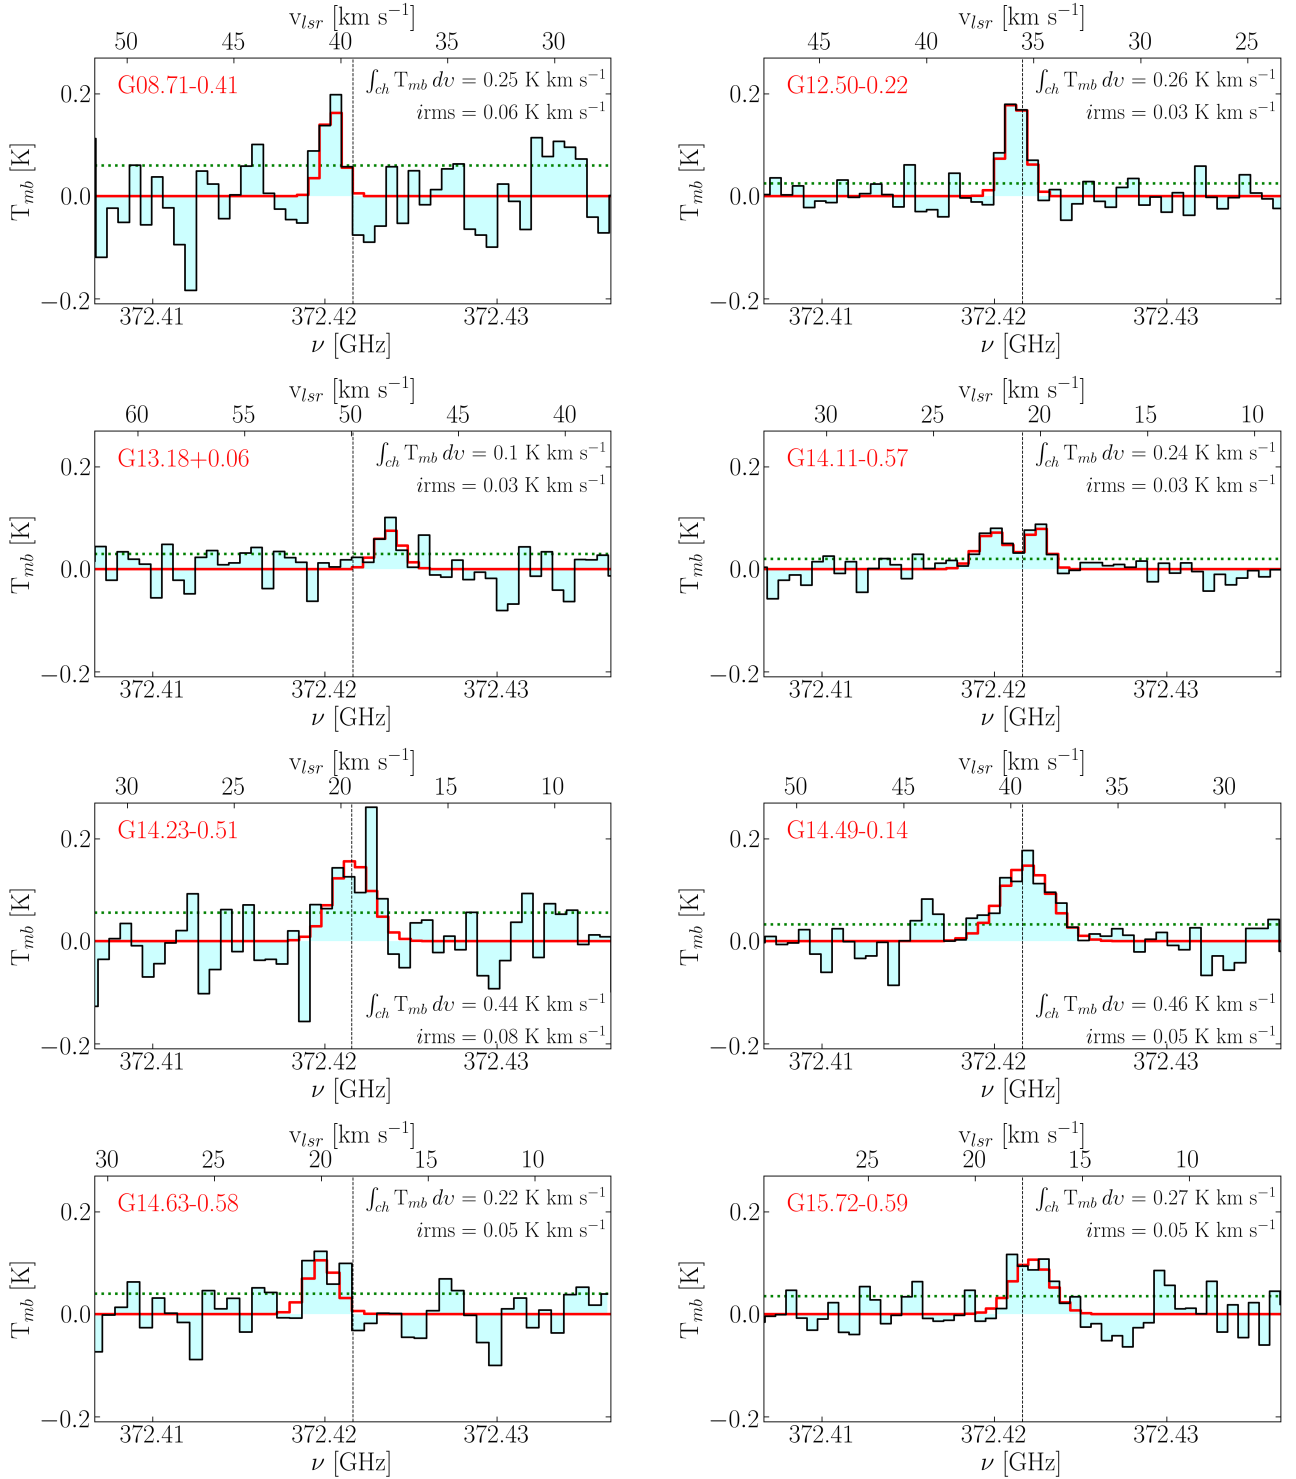 v_lsr [km s⁻¹]
50 45 40 35 30
G08.71-0.41
∫_ch T_mb dυ = 0.25 K km s⁻¹
irms = 0.06 K km s⁻¹
T_mb [K]
0.2
0.0
−0.2
372.41 372.42 372.43
ν [GHz]
v_lsr [km s⁻¹]
45 40 35 30 25
G12.50-0.22
∫_ch T_mb dυ = 0.26 K km s⁻¹
irms = 0.03 K km s⁻¹
T_mb [K]
0.2
0.0
−0.2
372.41 372.42 372.43
ν [GHz]
v_lsr [km s⁻¹]
60 55 50 45 40
G13.18+0.06
∫_ch T_mb dυ = 0.1 K km s⁻¹
irms = 0.03 K km s⁻¹
T_mb [K]
0.2
0.0
−0.2
372.41 372.42 372.43
ν [GHz]
v_lsr [km s⁻¹]
30 25 20 15 10
G14.11-0.57
∫_ch T_mb dυ = 0.24 K km s⁻¹
irms = 0.03 K km s⁻¹
T_mb [K]
0.2
0.0
−0.2
372.41 372.42 372.43
ν [GHz]
v_lsr [km s⁻¹]
30 25 20 15 10
G14.23-0.51
T_mb [K]
0.2
0.0
−0.2
∫_ch T_mb dυ = 0.44 K km s⁻¹
irms = 0.08 K km s⁻¹
372.41 372.42 372.43
ν [GHz]
v_lsr [km s⁻¹]
50 45 40 35 30
G14.49-0.14
T_mb [K]
0.2
0.0
−0.2
∫_ch T_mb dυ = 0.46 K km s⁻¹
irms = 0.05 K km s⁻¹
372.41 372.42 372.43
ν [GHz]
v_lsr [km s⁻¹]
30 25 20 15 10
G14.63-0.58
∫_ch T_mb dυ = 0.22 K km s⁻¹
irms = 0.05 K km s⁻¹
T_mb [K]
0.2
0.0
−0.2
372.41 372.42 372.43
ν [GHz]
v_lsr [km s⁻¹]
25 20 15 10
G15.72-0.59
∫_ch T_mb dυ = 0.27 K km s⁻¹
irms = 0.05 K km s⁻¹
T_mb [K]
0.2
0.0
−0.2
372.41 372.42 372.43
ν [GHz]